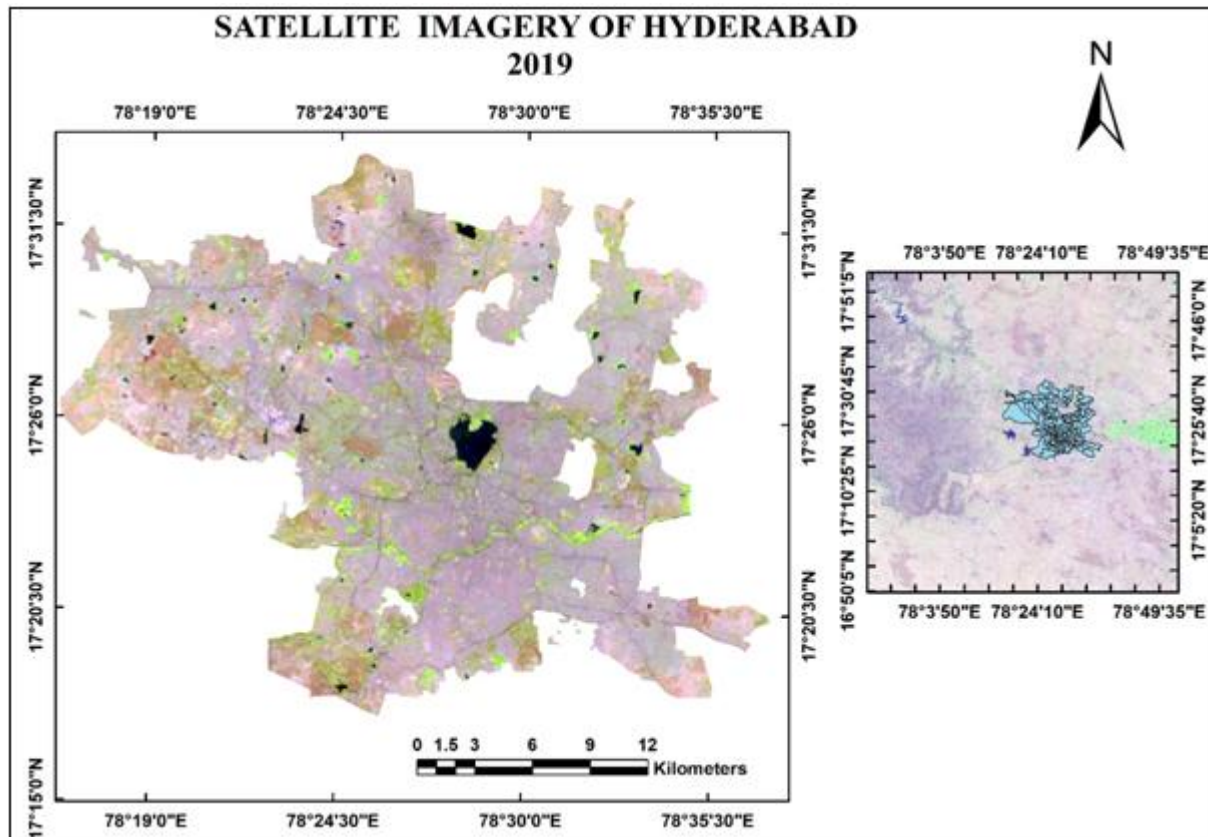 SATELLITE IMAGERY OF HYDERABAD
2019
N
78°19'0"E 78°24'30"E 78°30'0"E 78°35'30"E
17°31'30"N
17°26'0"N
17°20'30"N
17°15'0"N
17°31'30"N
17°26'0"N
17°20'30"N
0 1.5 3 6 9 12
Kilometers
78°19'0"E 78°24'30"E 78°30'0"E 78°35'30"E
78°3'50"E 78°24'10"E 78°49'35"E
17°51'5"N
17°30'45"N
17°10'25"N
16°50'5"N
17°46'0"N
17°25'40"N
17°5'20"N
78°3'50"E 78°24'10"E 78°49'35"E